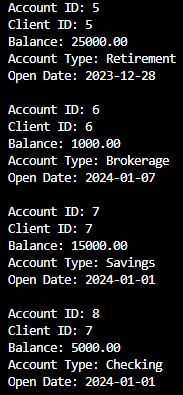 Account ID: 5
Client ID: 5
Balance: 25000.00
Account Type: Retirement
Open Date: 2023-12-28
Account ID: 6
Client ID: 6
Balance: 1000.00
Account Type: Brokerage
Open Date: 2024-01-07
Account ID: 7
Client ID: 7
Balance: 15000.00
Account Type: Savings
Open Date: 2024-01-01
Account ID: 8
Client ID: 7
Balance: 5000.00
Account Type: Checking
Open Date: 2024-01-01